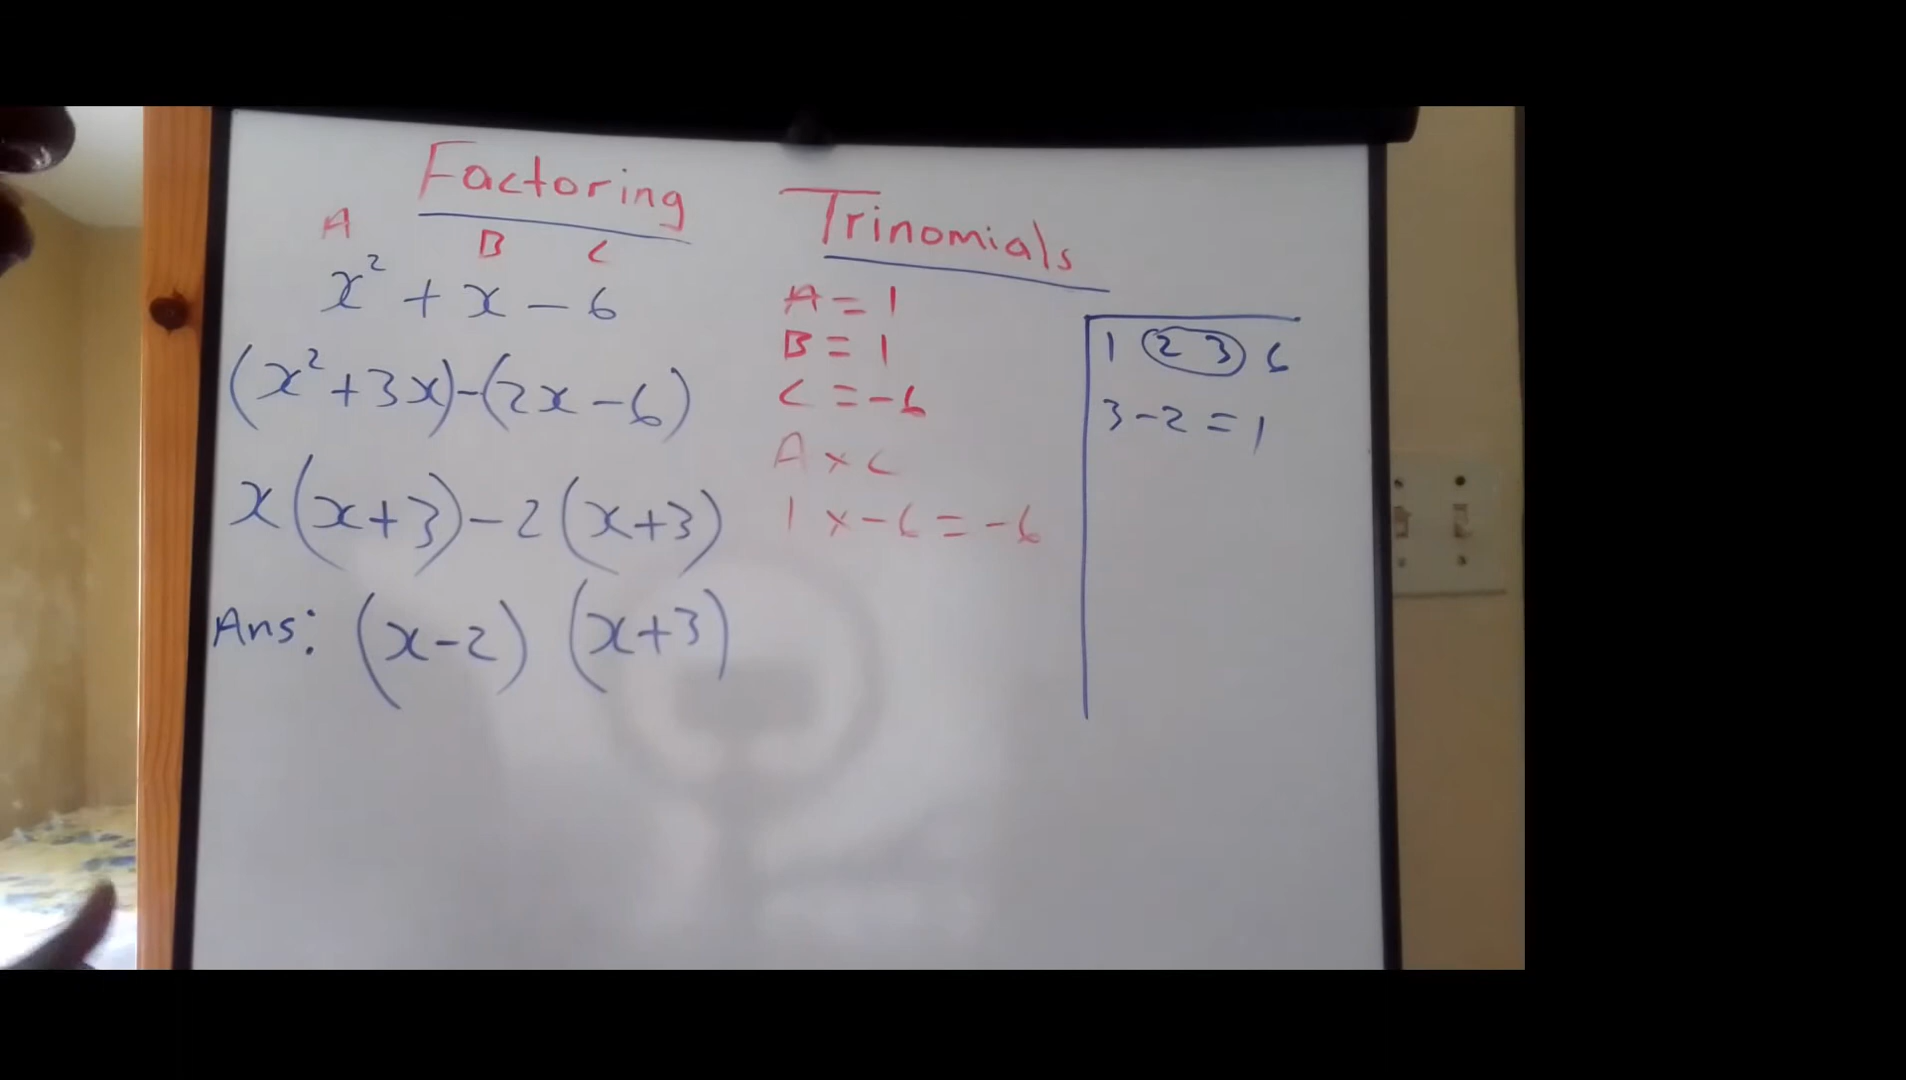 Factoring Trinomials
A B C
x² + x - 6
(x²+3x)-(2x-6)
x(x+3)-2(x+3)
Ans: (x-2) (x+3)
A = 1
B = 1
C = -6
A × C
1 × -6 = -6
1 2 3 6
3-2=1